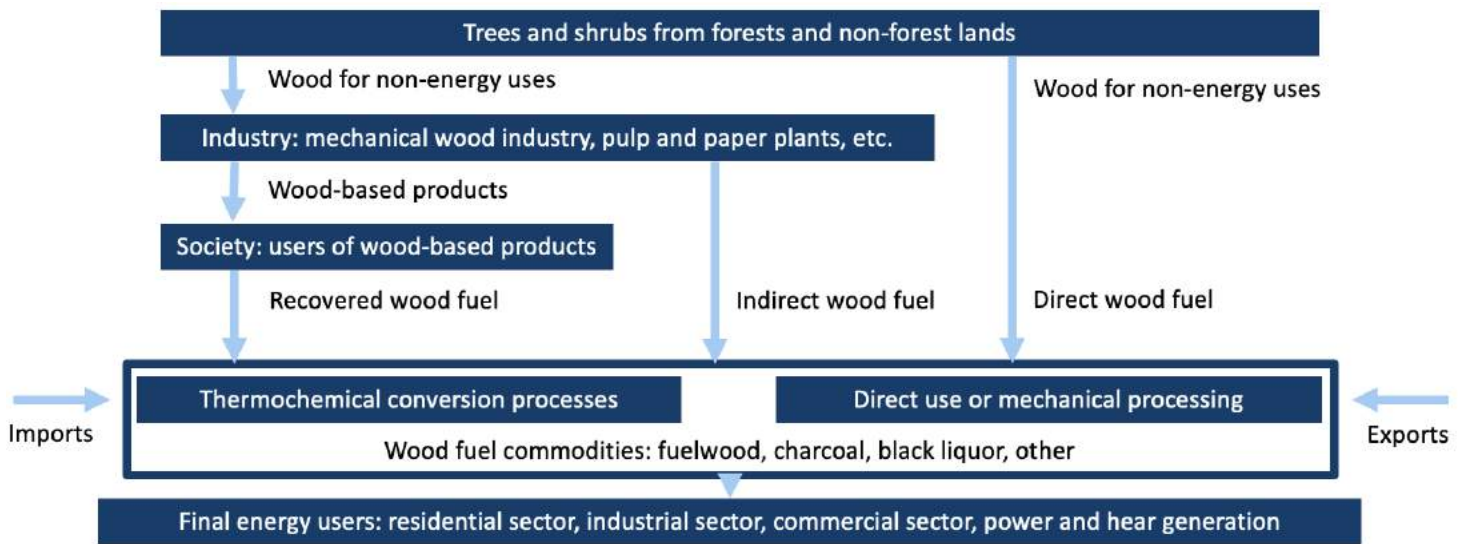 Trees and shrubs from forests and non-forest lands
Wood for non-energy uses
Wood for non-energy uses
Industry: mechanical wood industry, pulp and paper plants, etc.
Wood-based products
Society: users of wood-based products
Recovered wood fuel
Indirect wood fuel
Direct wood fuel
Thermochemical conversion processes
Direct use or mechanical processing
Imports
Exports
Wood fuel commodities: fuelwood, charcoal, black liquor, other
Final energy users: residential sector, industrial sector, commercial sector, power and hear generation